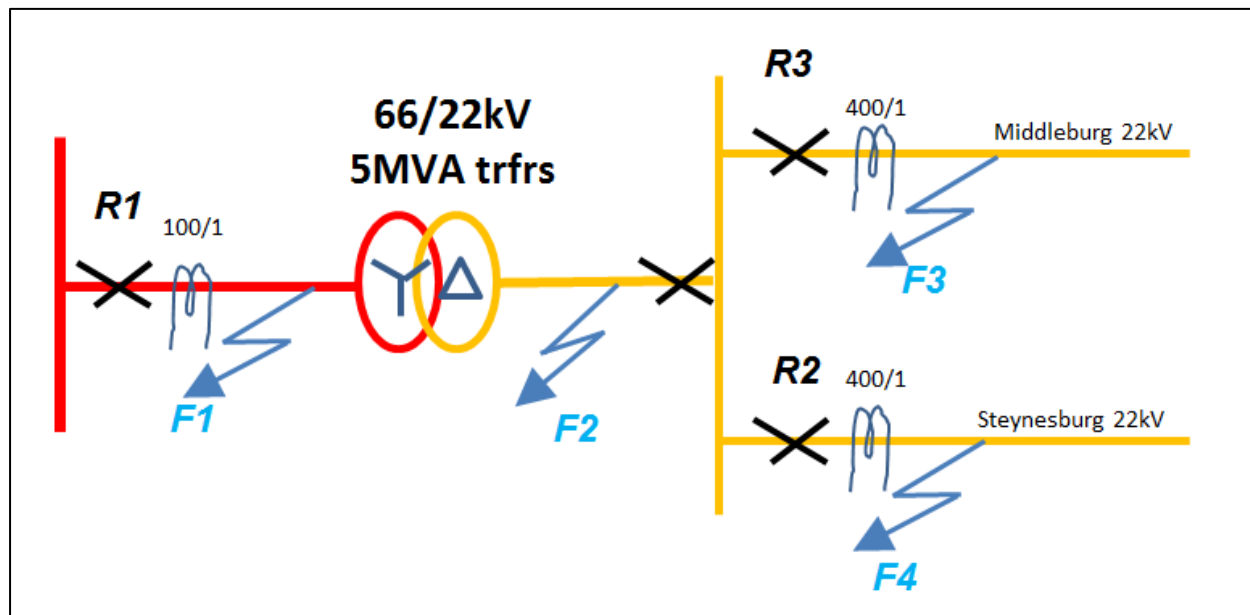 66/22kV
5MVA trfrs
R1
100/1
F1
F2
R3
400/1
Middleburg 22kV
F3
R2
400/1
Steynesburg 22kV
F4